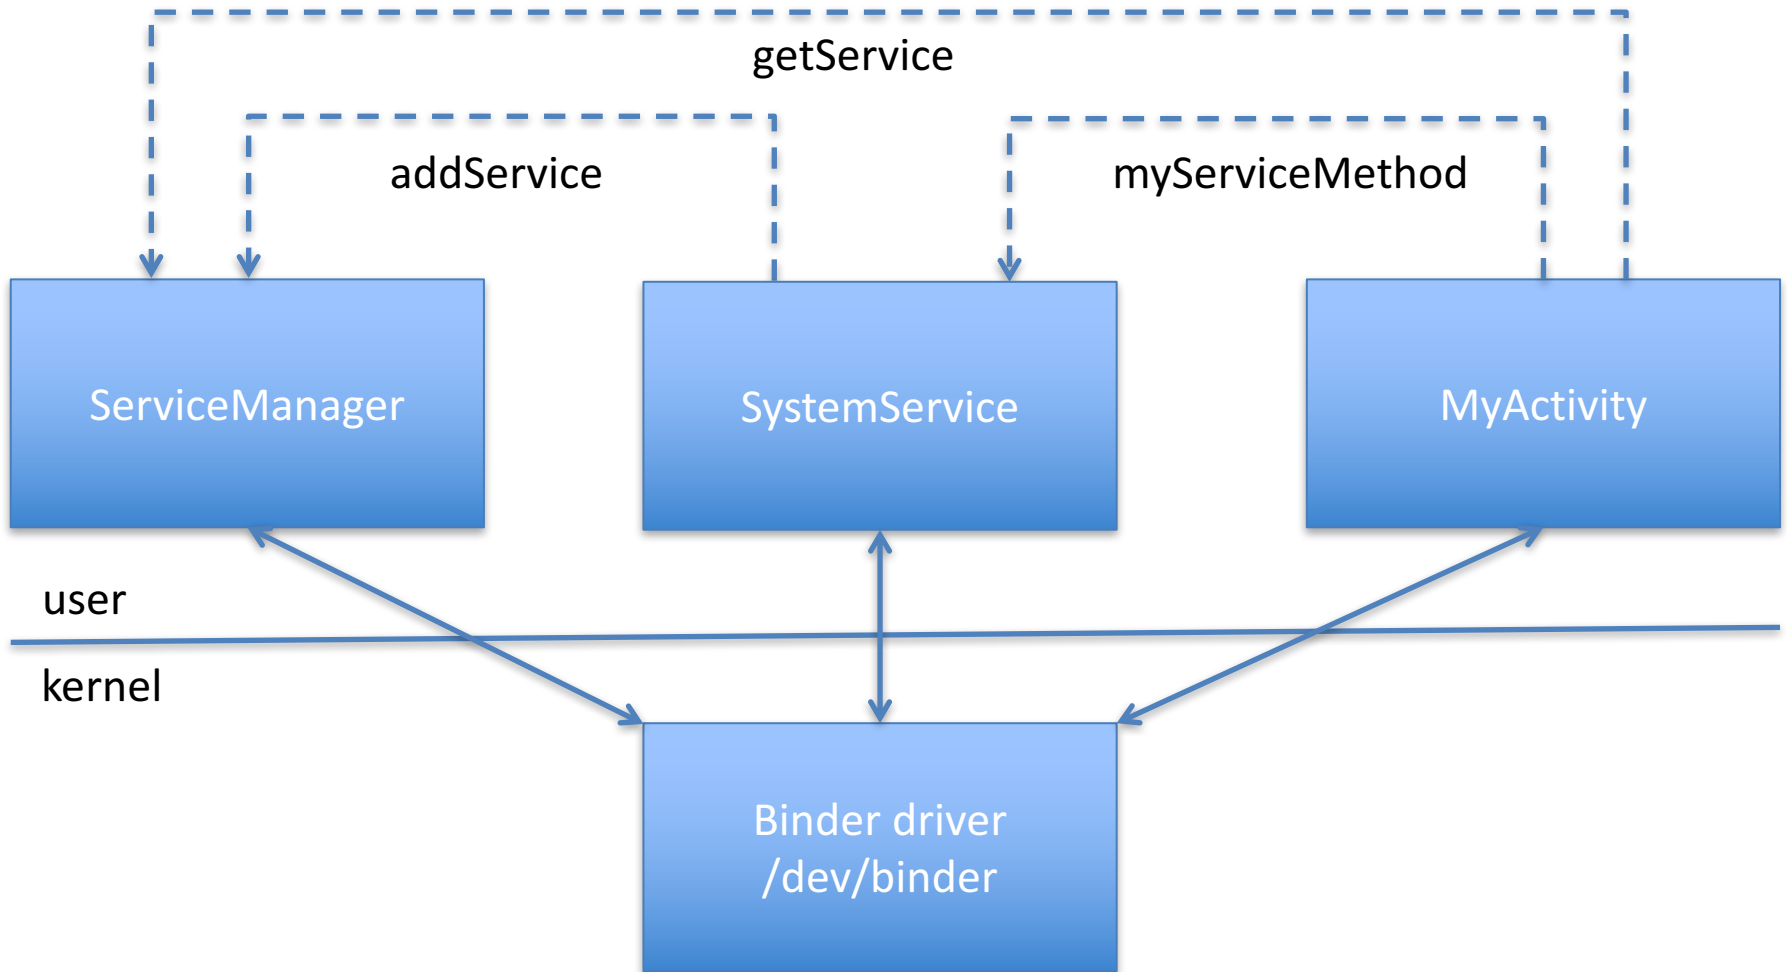 getService
addService
myServiceMethod
ServiceManager
SystemService
MyActivity
user
kernel
Binder driver
/dev/binder